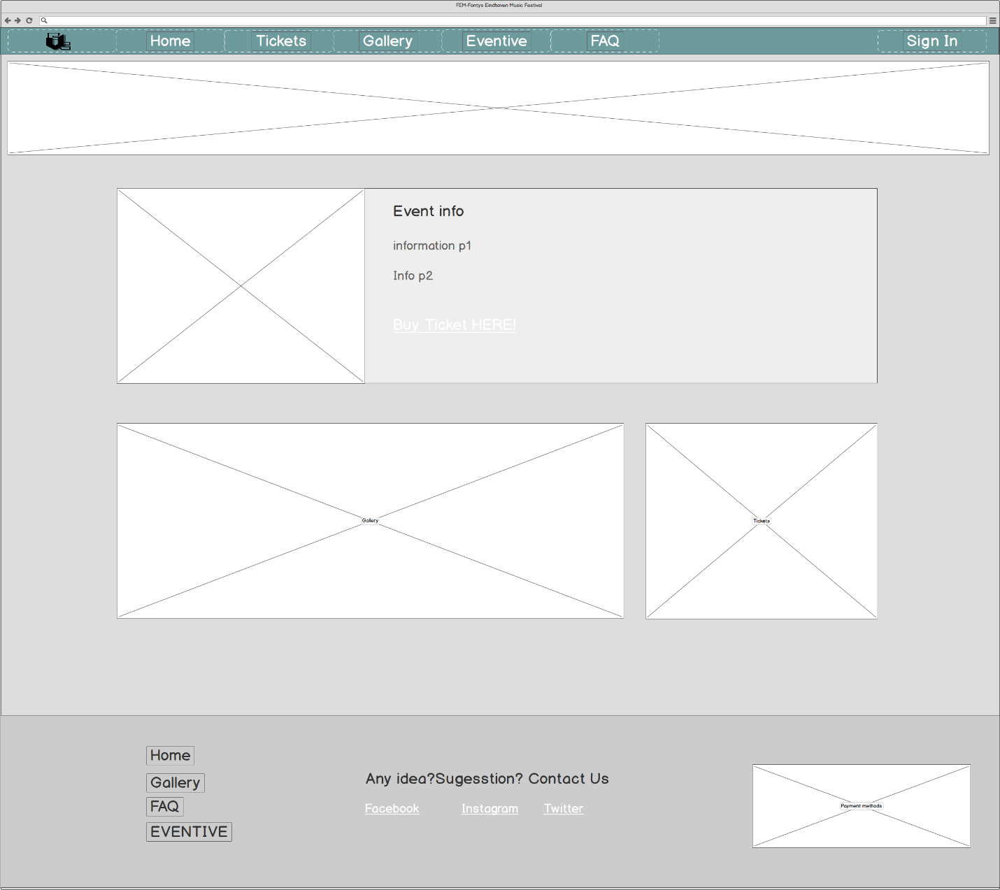 FEM-Fontys Eindhoven Music Festival
Home Tickets Gallery Eventive FAQ Sign In
Event info
information p1
Info p2
Buy Ticket HERE!
Gallery Tickets
Home
Gallery
FAQ
EVENTIVE
Any idea?Sugesstion? Contact Us
Facebook Instagram Twitter
Payment methods